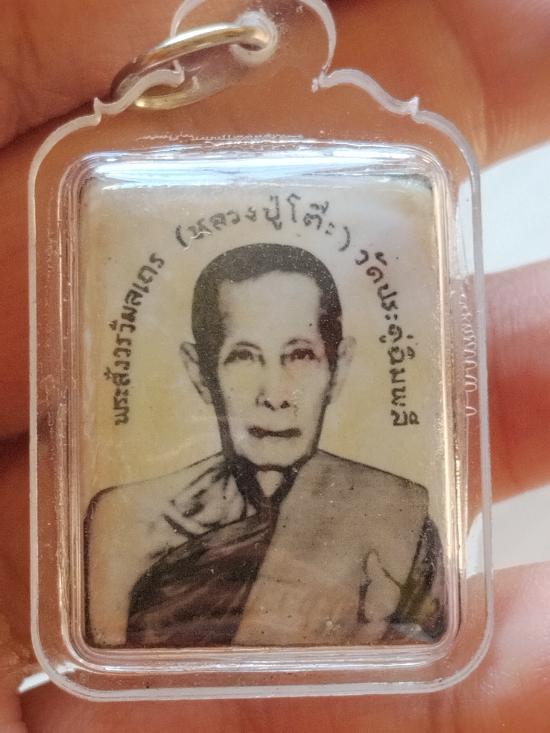 พระสังวรวิมลเถร (หลวงปู่โต๊ะ) วัดประดู่ฉิมพลี